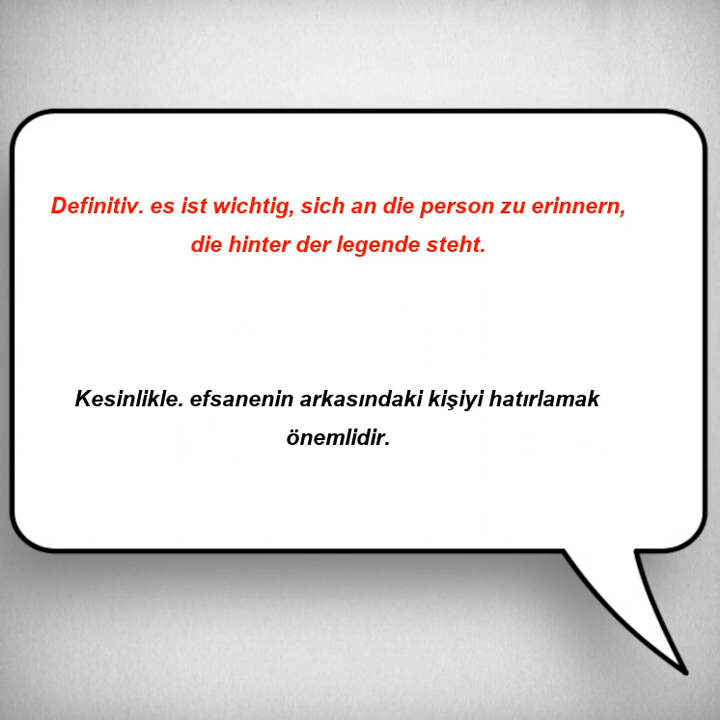 Definitiv. es ist wichtig, sich an die person zu erinnern,
die hinter der legende steht.
Kesinlikle. efsanenin arkasındaki kişiyi hatırlamak
önemlidir.